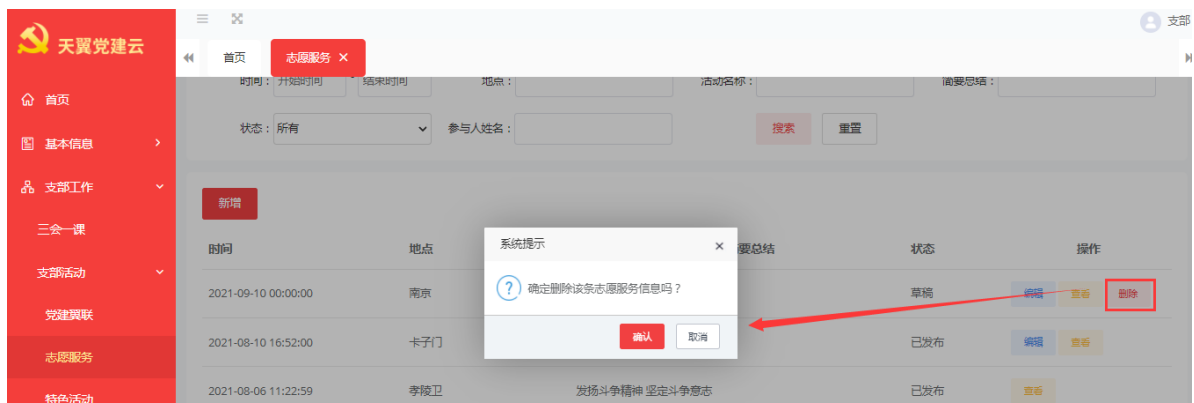 天翼党建云
支部
首页
志愿服务 ×
首页
时间： 开始时间 - 结束时间 地点： 活动名称： 简要总结：
基本信息
状态： 所有 参与人姓名： 搜索 重置
支部工作
新增
三会一课
系统提示 ×
时间 地点 要总结 状态 操作
支部活动
确定删除该条志愿服务信息吗？
2021-09-10 00:00:00 南京 草稿 编辑 查看 删除
党建翼联
确认 取消
2021-08-10 16:52:00 卡子门 已发布 编辑 查看
志愿服务
2021-08-06 11:22:59 孝陵卫 发扬斗争精神 坚定斗争意志 已发布 查看
特色活动